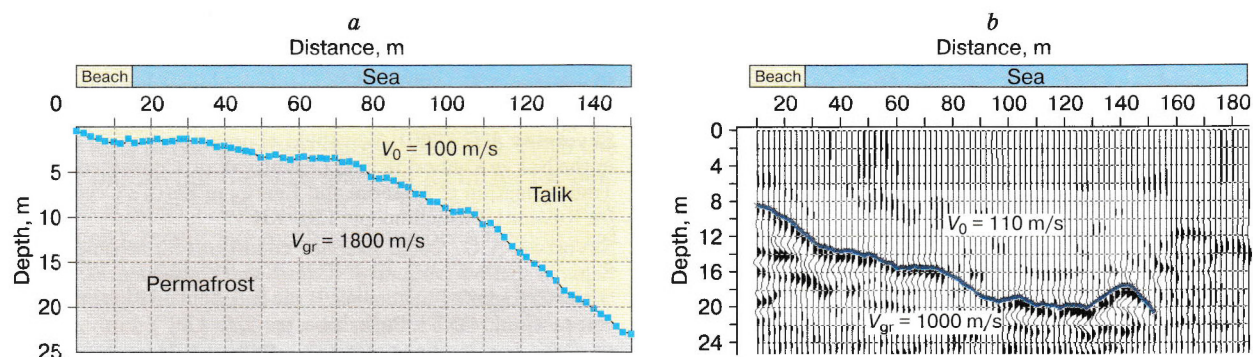 a
Distance, m
Beach Sea
0 20 40 60 80 100 120 140
5
10
15
20
25
Depth, m
V0 = 100 m/s
Talik
Vgr = 1800 m/s
Permafrost
b
Distance, m
Beach Sea
20 40 60 80 100 120 140 160 180
0
4
8
12
16
20
24
Depth, m
V0 = 110 m/s
Vgr = 1000 m/s